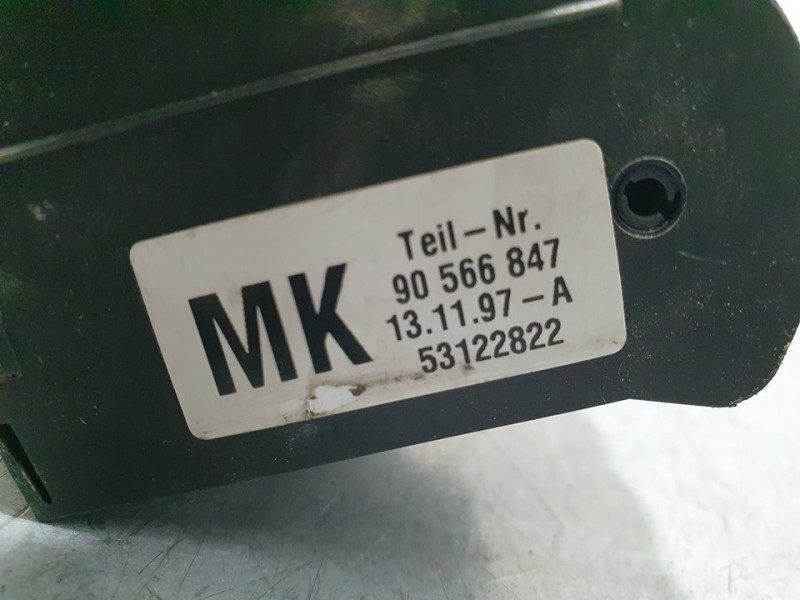 MK
Teil-Nr.
90 566 847
13.11.97-A
53122822